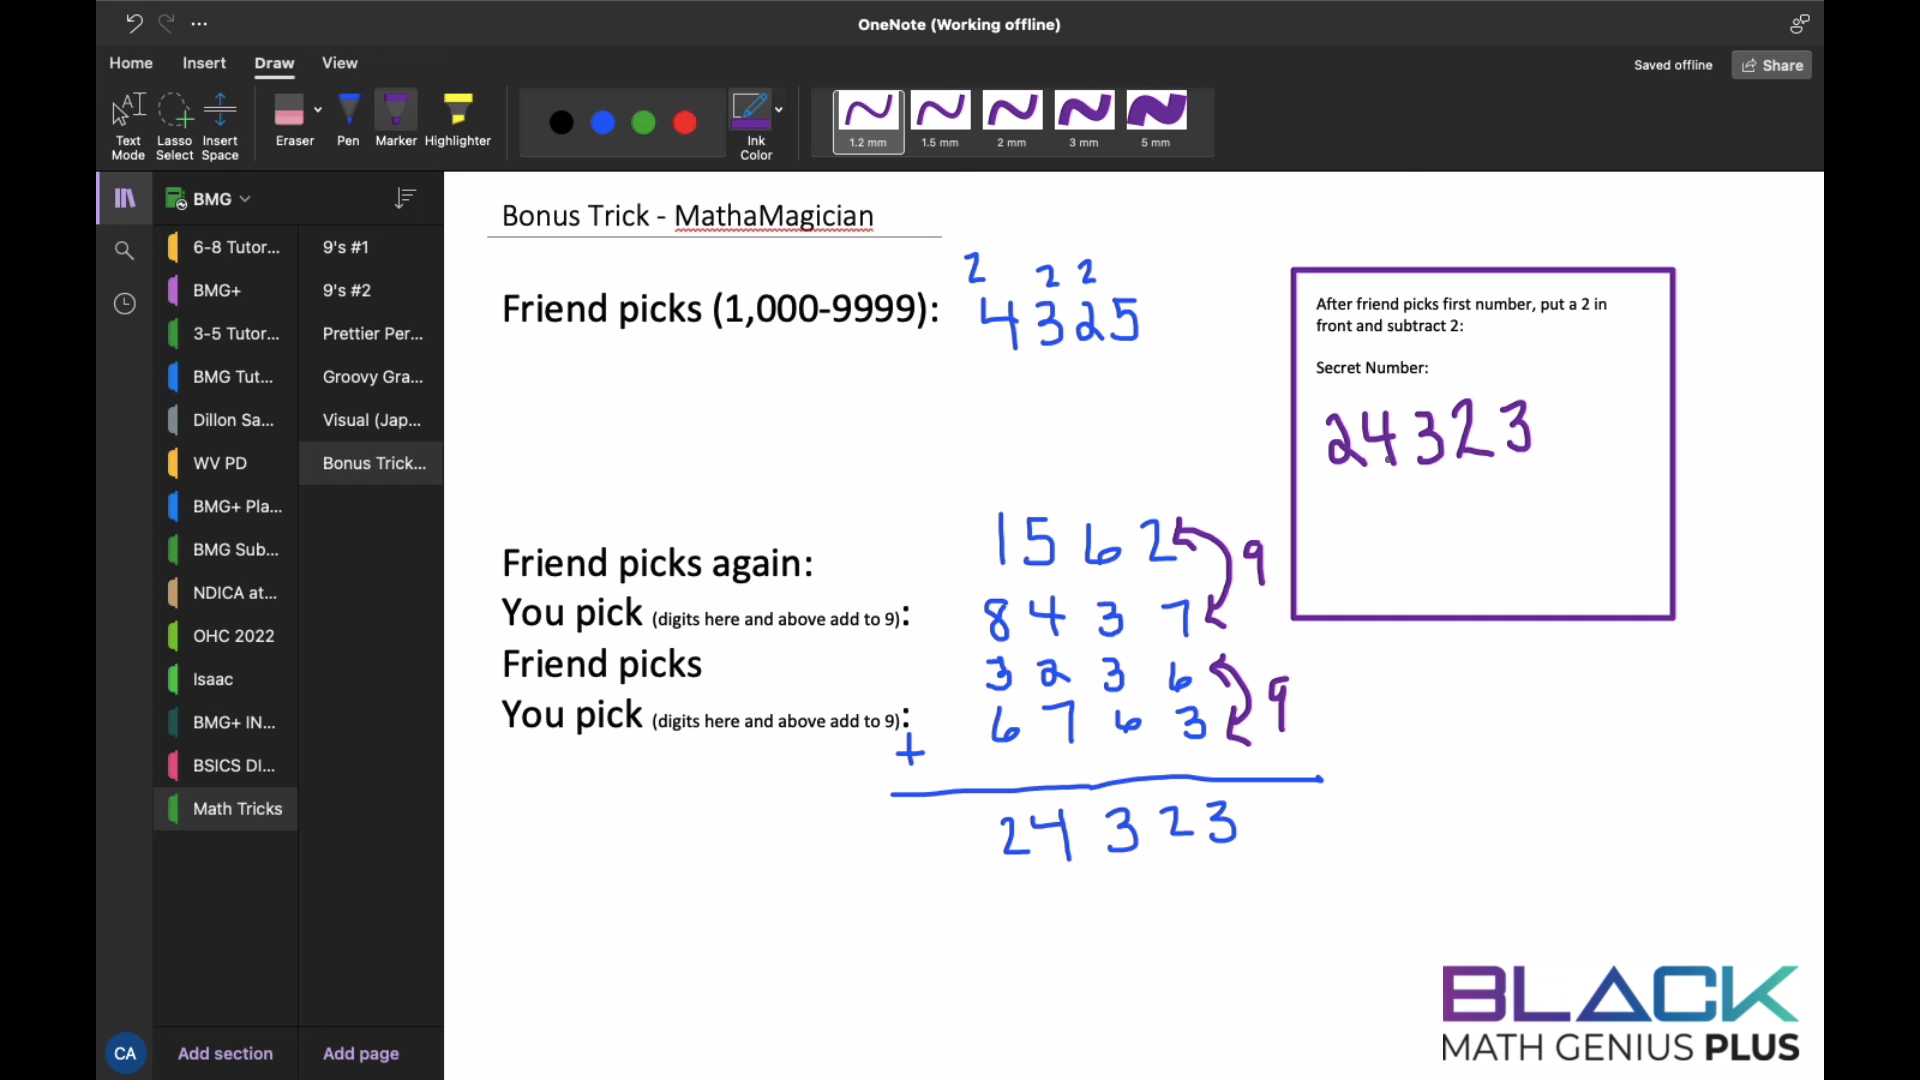 OneNote (Working offline)
Home Insert Draw View
Saved offline Share
Text Mode
Lasso Select
Insert Space
Eraser
Pen
Marker
Highlighter
Ink Color
1.2 mm 1.5 mm 2 mm 3 mm 5 mm
BMG
6-8 Tutor...
BMG+
3-5 Tutor...
BMG Tut...
Dillon Sa...
WV PD
BMG+ Pla...
BMG Sub...
NDICA at...
OHC 2022
Isaac
BMG+ IN...
BSICS DI...
Math Tricks
Add section
9's #1
9's #2
Prettier Per...
Groovy Gra...
Visual (Jap...
Bonus Trick...
Add page
CA
Bonus Trick - MathaMagician
2 2 2
Friend picks (1,000-9999): 4325
After friend picks first number, put a 2 in
front and subtract 2:
Secret Number:
24323
Friend picks again: 1562
9
You pick (digits here and above add to 9): 8437
Friend picks 3236
9
You pick (digits here and above add to 9): 6763
+
24323
BLACK
MATH GENIUS PLUS